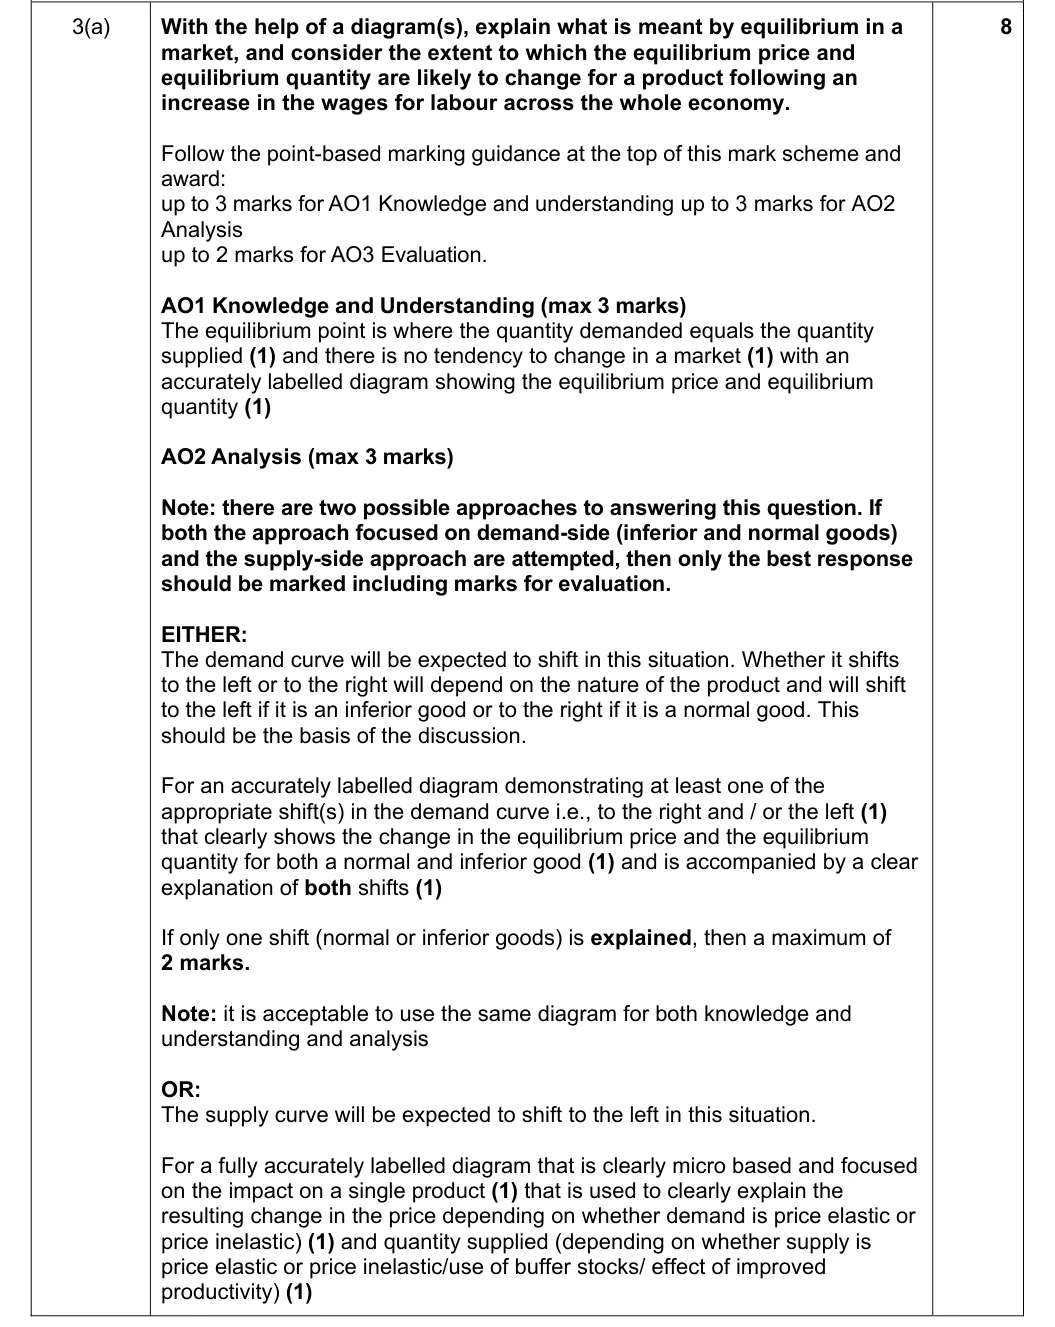 3(a)
With the help of a diagram(s), explain what is meant by equilibrium in a
market, and consider the extent to which the equilibrium price and
equilibrium quantity are likely to change for a product following an
increase in the wages for labour across the whole economy.
8
Follow the point-based marking guidance at the top of this mark scheme and
award:
up to 3 marks for AO1 Knowledge and understanding up to 3 marks for AO2
Analysis
up to 2 marks for AO3 Evaluation.
AO1 Knowledge and Understanding (max 3 marks)
The equilibrium point is where the quantity demanded equals the quantity
supplied (1) and there is no tendency to change in a market (1) with an
accurately labelled diagram showing the equilibrium price and equilibrium
quantity (1)
AO2 Analysis (max 3 marks)
Note: there are two possible approaches to answering this question. If
both the approach focused on demand-side (inferior and normal goods)
and the supply-side approach are attempted, then only the best response
should be marked including marks for evaluation.
EITHER:
The demand curve will be expected to shift in this situation. Whether it shifts
to the left or to the right will depend on the nature of the product and will shift
to the left if it is an inferior good or to the right if it is a normal good. This
should be the basis of the discussion.
For an accurately labelled diagram demonstrating at least one of the
appropriate shift(s) in the demand curve i.e., to the right and / or the left (1)
that clearly shows the change in the equilibrium price and the equilibrium
quantity for both a normal and inferior good (1) and is accompanied by a clear
explanation of both shifts (1)
If only one shift (normal or inferior goods) is explained, then a maximum of
2 marks.
Note: it is acceptable to use the same diagram for both knowledge and
understanding and analysis
OR:
The supply curve will be expected to shift to the left in this situation.
For a fully accurately labelled diagram that is clearly micro based and focused
on the impact on a single product (1) that is used to clearly explain the
resulting change in the price depending on whether demand is price elastic or
price inelastic) (1) and quantity supplied (depending on whether supply is
price elastic or price inelastic/use of buffer stocks/ effect of improved
productivity) (1)